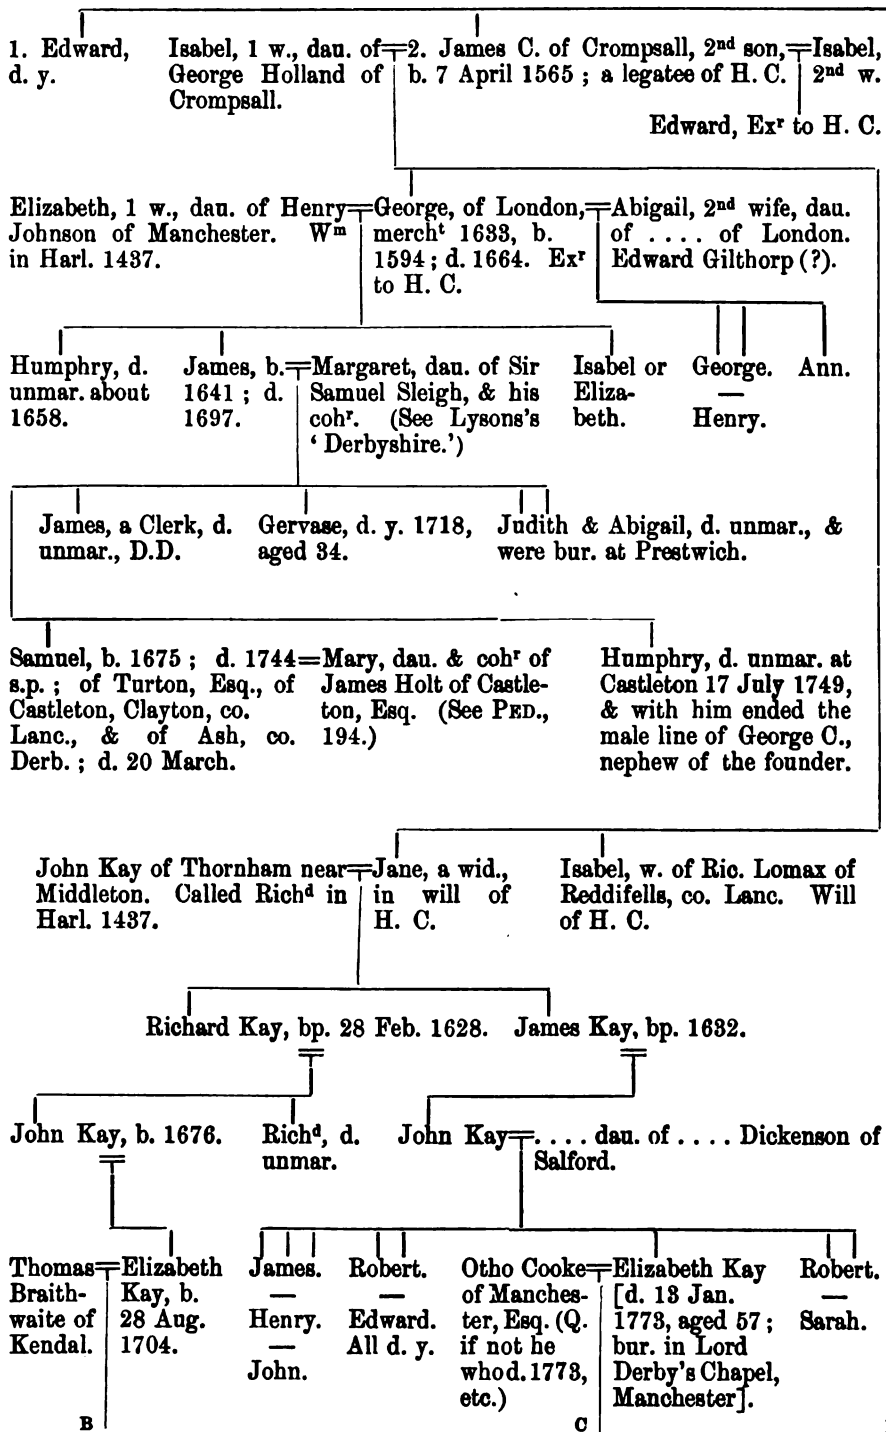 1. Edward,
d. y.
Isabel, 1 w., dau. of
George Holland of
Crompsall.
2. James C. of Crompsall, 2nd son,
b. 7 April 1565 ; a legatee of H. C.
Isabel,
2nd w.
Edward, Exr to H. C.
Elizabeth, 1 w., dau. of Henry
Johnson of Manchester. Wm
in Harl. 1437.
George, of London,
mercht 1633, b.
1594 ; d. 1664. Exr
to H. C.
Abigail, 2nd wife, dau.
of .... of London.
Edward Gilthorp (?).
Humphry, d.
unmar. about
1658.
James, b.
1641 ; d.
1697.
Margaret, dau. of Sir
Samuel Sleigh, & his
cohr. (See Lysons's
‘ Derbyshire.’)
Isabel or
Eliza-
beth.
George.
—
Henry.
Ann.
James, a Clerk, d.
unmar., D.D.
Gervase, d. y. 1718,
aged 34.
Judith & Abigail, d. unmar., &
were bur. at Prestwich.
Samuel, b. 1675 ; d. 1744
s.p. ; of Turton, Esq., of
Castleton, Clayton, co.
Lanc., & of Ash, co.
Derb. ; d. 20 March.
Mary, dau. & cohr of
James Holt of Castle-
ton, Esq. (See PED.,
194.)
Humphry, d. unmar. at
Castleton 17 July 1749,
& with him ended the
male line of George C.,
nephew of the founder.
John Kay of Thornham near
Middleton. Called Richd in
Harl. 1437.
Jane, a wid.,
in will of
H. C.
Isabel, w. of Ric. Lomax of
Reddifells, co. Lanc. Will
of H. C.
Richard Kay, bp. 28 Feb. 1628.
James Kay, bp. 1632.
John Kay, b. 1676.
Richd, d.
unmar.
John Kay
.... dau. of .... Dickenson of
Salford.
Thomas
Braith-
waite of
Kendal.
Elizabeth
Kay, b.
28 Aug.
1704.
James.
—
Henry.
—
John.
Robert.
—
Edward.
All d. y.
Otho Cooke
of Manches-
ter, Esq. (Q.
if not he
who d. 1773,
etc.)
Elizabeth Kay
[d. 13 Jan.
1773, aged 57 ;
bur. in Lord
Derby's Chapel,
Manchester].
Robert.
—
Sarah.
B
C